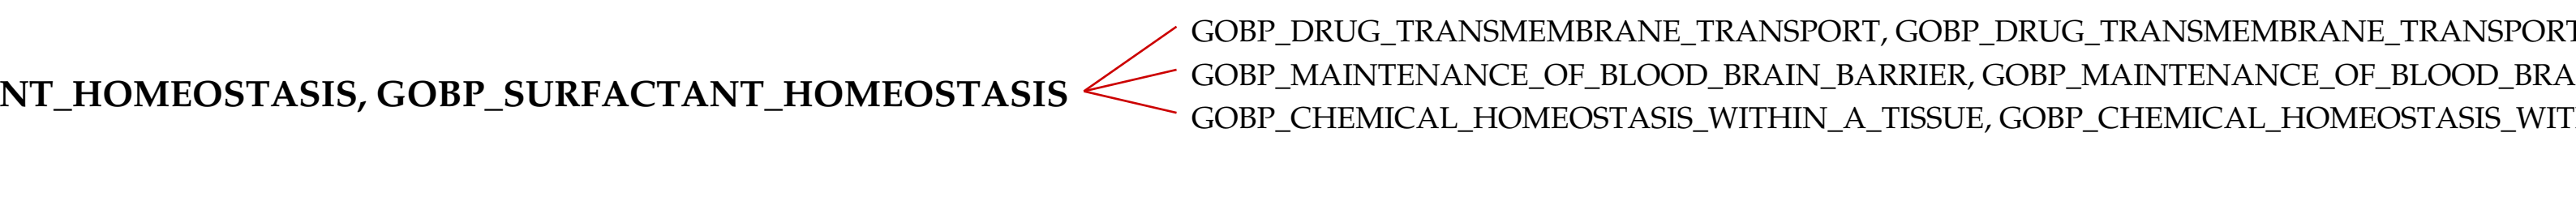 GOBP_DRUG_TRANSMEMBRANE_TRANSPORT, GOBP_DRUG_TRANSMEMBRANE_TRANSPORT
GOBP_MAINTENANCE_OF_BLOOD_BRAIN_BARRIER, GOBP_MAINTENANCE_OF_BLOOD_BRA
NT_HOMEOSTASIS, GOBP_SURFACTANT_HOMEOSTASIS
GOBP_CHEMICAL_HOMEOSTASIS_WITHIN_A_TISSUE, GOBP_CHEMICAL_HOMEOSTASIS_WIT